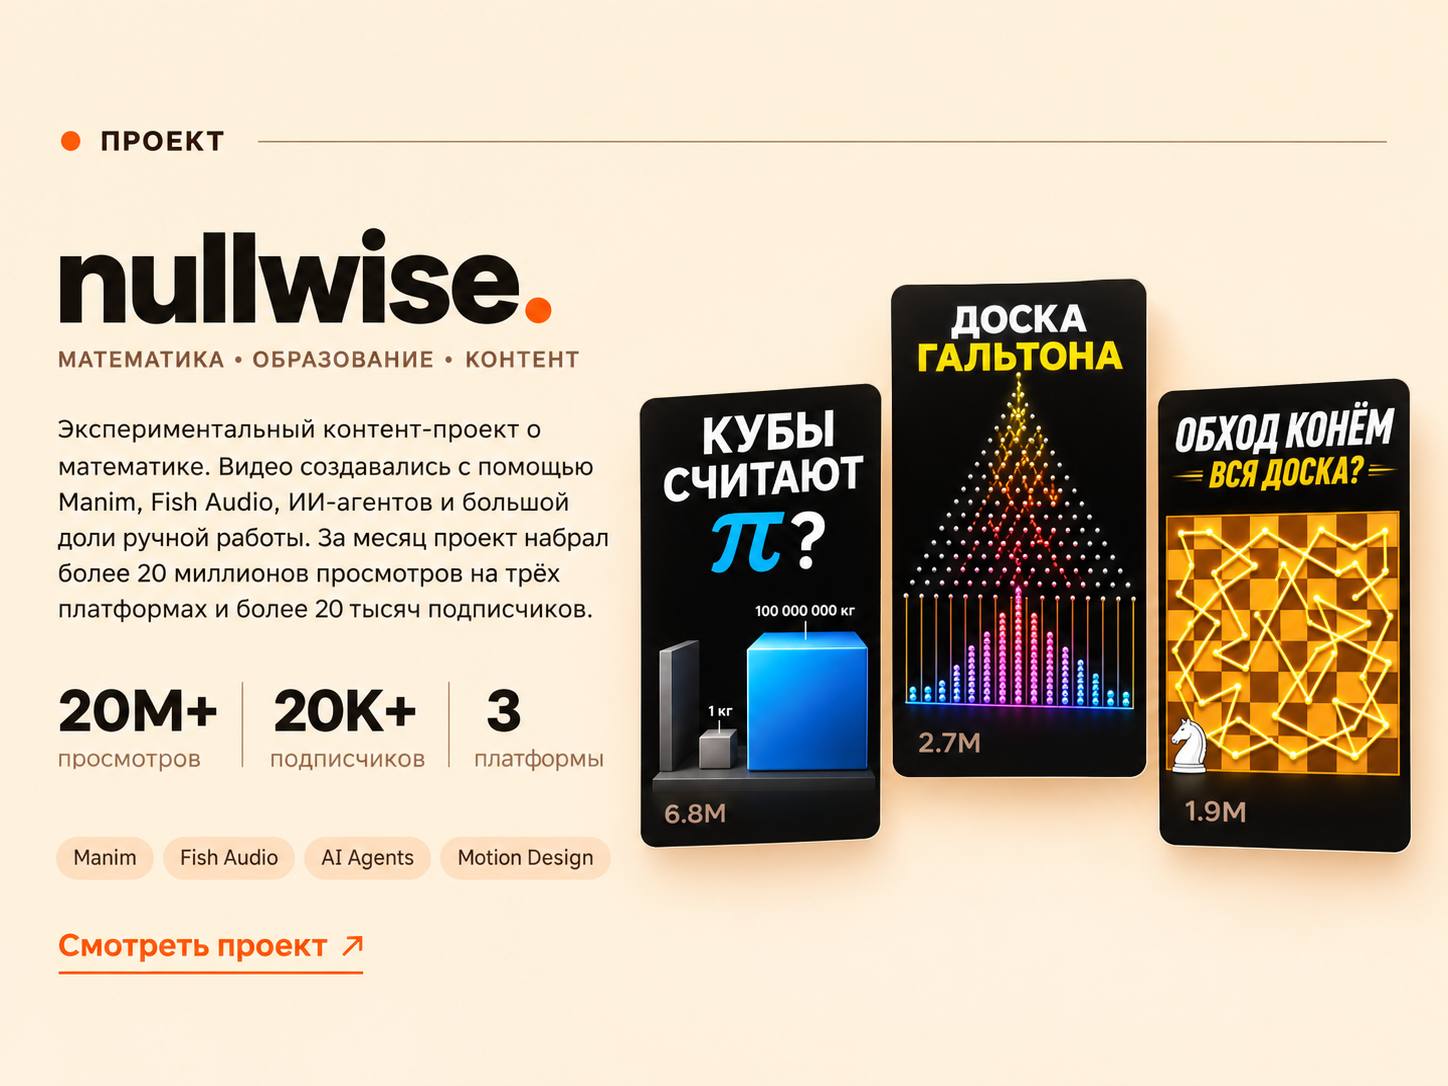 ПРОЕКТ
nullwise.
МАТЕМАТИКА • ОБРАЗОВАНИЕ • КОНТЕНТ
Экспериментальный контент-проект о
математике. Видео создавались с помощью
Manim, Fish Audio, ИИ-агентов и большой
доли ручной работы. За месяц проект набрал
более 20 миллионов просмотров на трёх
платформах и более 20 тысяч подписчиков.
20M+
просмотров
20K+
подписчиков
3
платформы
Manim
Fish Audio
AI Agents
Motion Design
Смотреть проект ↗
КУБЫ
СЧИТАЮТ
π?
100 000 000 кг
1 кг
6.8M
ДОСКА
ГАЛЬТОНА
2.7M
ОБХОД КОНЁМ
ВСЯ ДОСКА?
1.9M